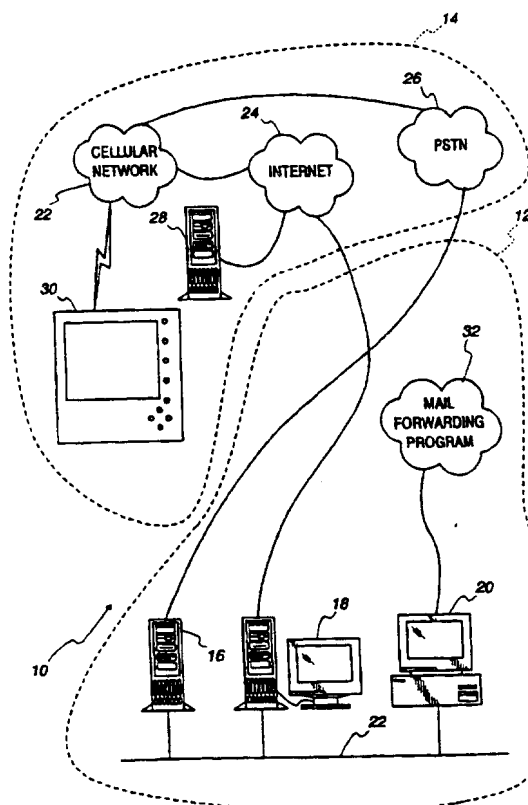 14
26
24
CELLULAR
NETWORK
INTERNET
PSTN
22
28
12
30
32
MAIL
FORWARDING
PROGRAM
20
18
16
10
22